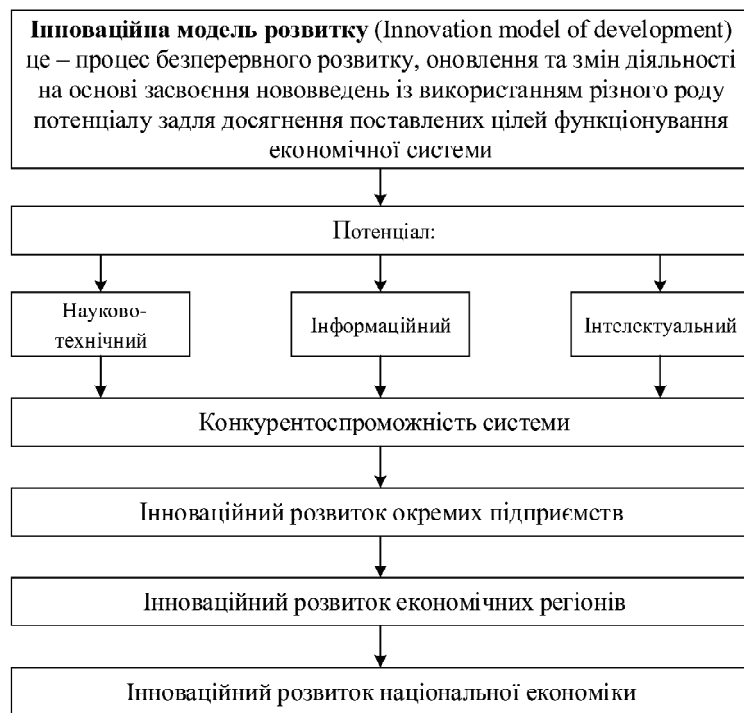 Інноваційна модель розвитку (Innovation model of development)
це – процес безперервного розвитку, оновлення та змін діяльності
на основі засвоєння нововведень із використанням різного роду
потенціалу задля досягнення поставлених цілей функціонування
економічної системи
Потенціал:
Науково-
технічний
Інформаційний
Інтелектуальний
Конкурентоспроможність системи
Інноваційний розвиток окремих підприємств
Інноваційний розвиток економічних регіонів
Інноваційний розвиток національної економіки